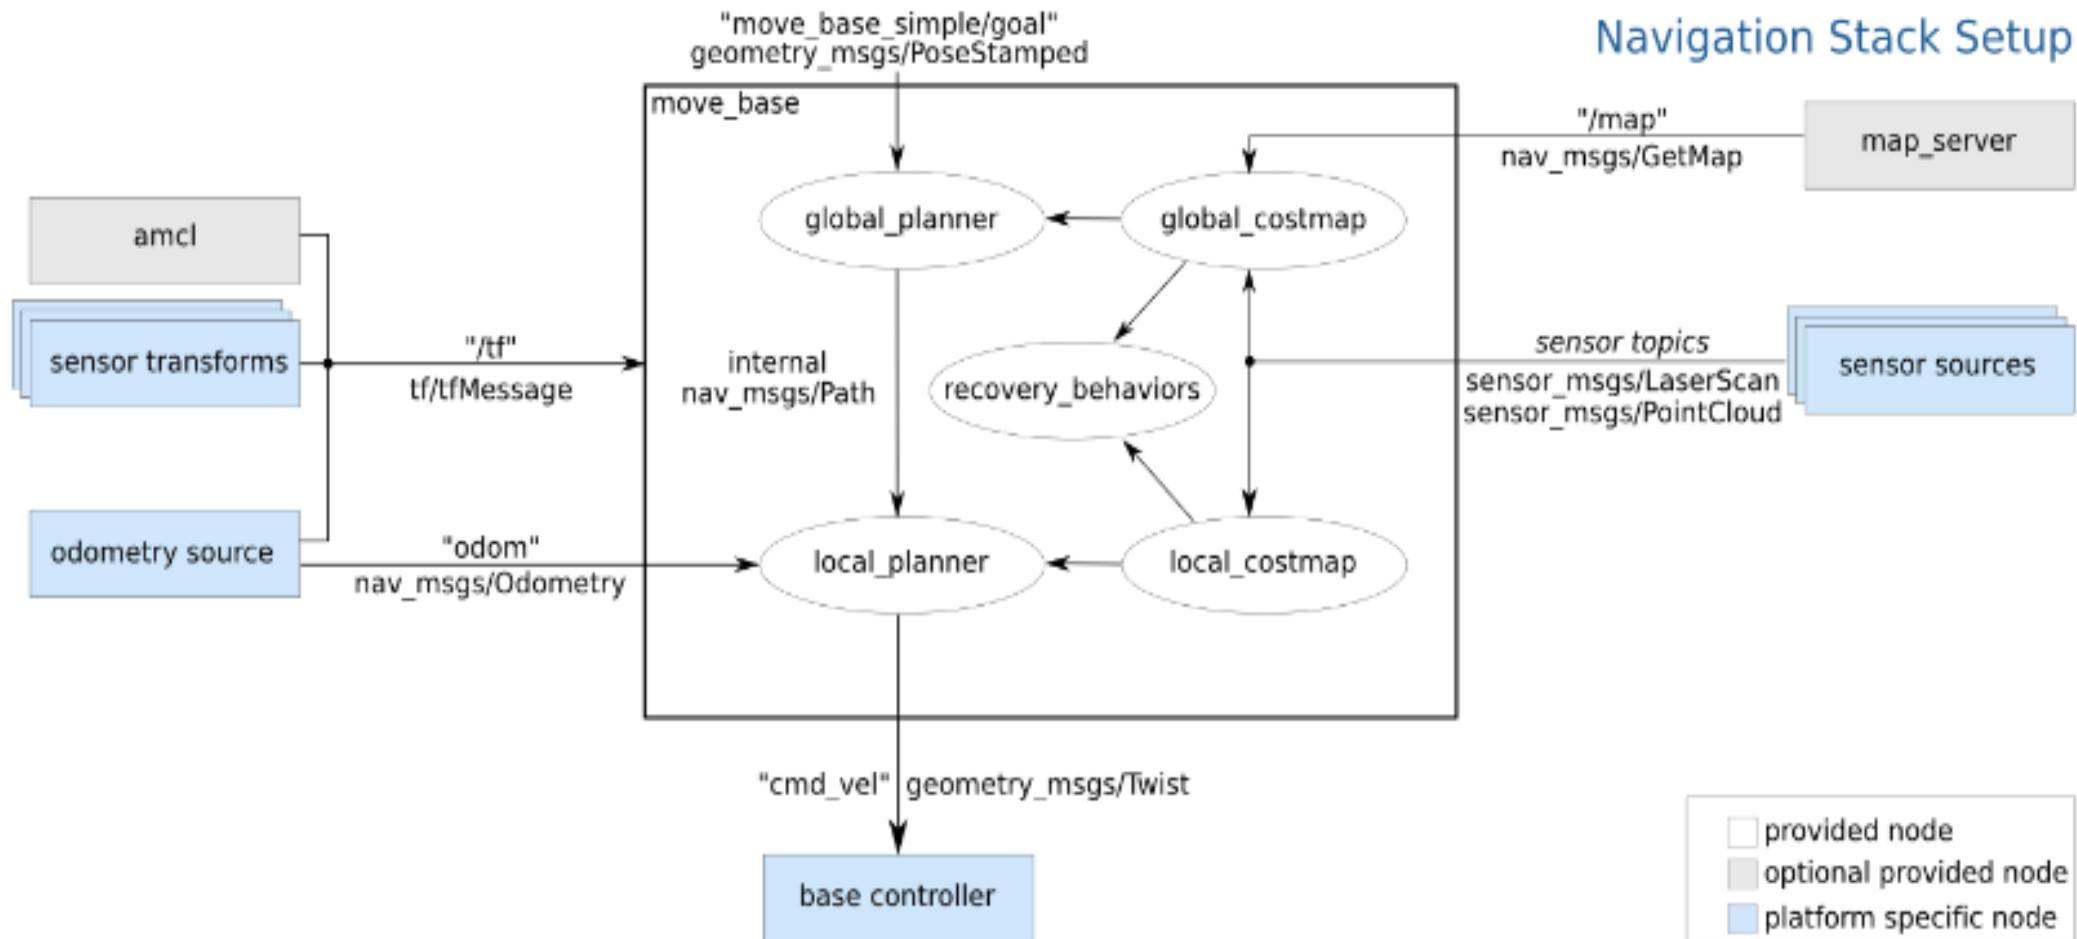 "move_base_simple/goal"
geometry_msgs/PoseStamped
Navigation Stack Setup
move_base
"/map"
nav_msgs/GetMap
map_server
amcl
global_planner
global_costmap
sensor transforms
"/tf"
tf/tfMessage
internal
nav_msgs/Path
recovery_behaviors
sensor topics
sensor_msgs/LaserScan
sensor_msgs/PointCloud
sensor sources
odometry source
"odom"
nav_msgs/Odometry
local_planner
local_costmap
"cmd_vel" geometry_msgs/Twist
base controller
provided node
optional provided node
platform specific node